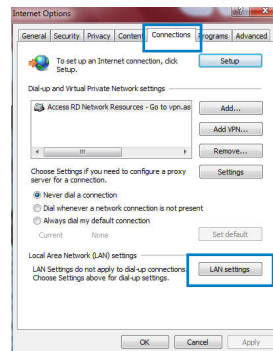 Internet Options
General Security Privacy Content Connections Programs Advanced
To set up an Internet connection, click Setup.
Setup
Dial-up and Virtual Private Network settings
Access RD Network Resources - Go to vpn.as
Add...
Add VPN...
Remove...
Choose Settings if you need to configure a proxy
server for a connection.
Settings
Never dial a connection
Dial whenever a network connection is not present
Always dial my default connection
Current None
Set default
Local Area Network (LAN) settings
LAN Settings do not apply to dial-up connections.
Choose Settings above for dial-up settings.
LAN settings
OK Cancel Apply